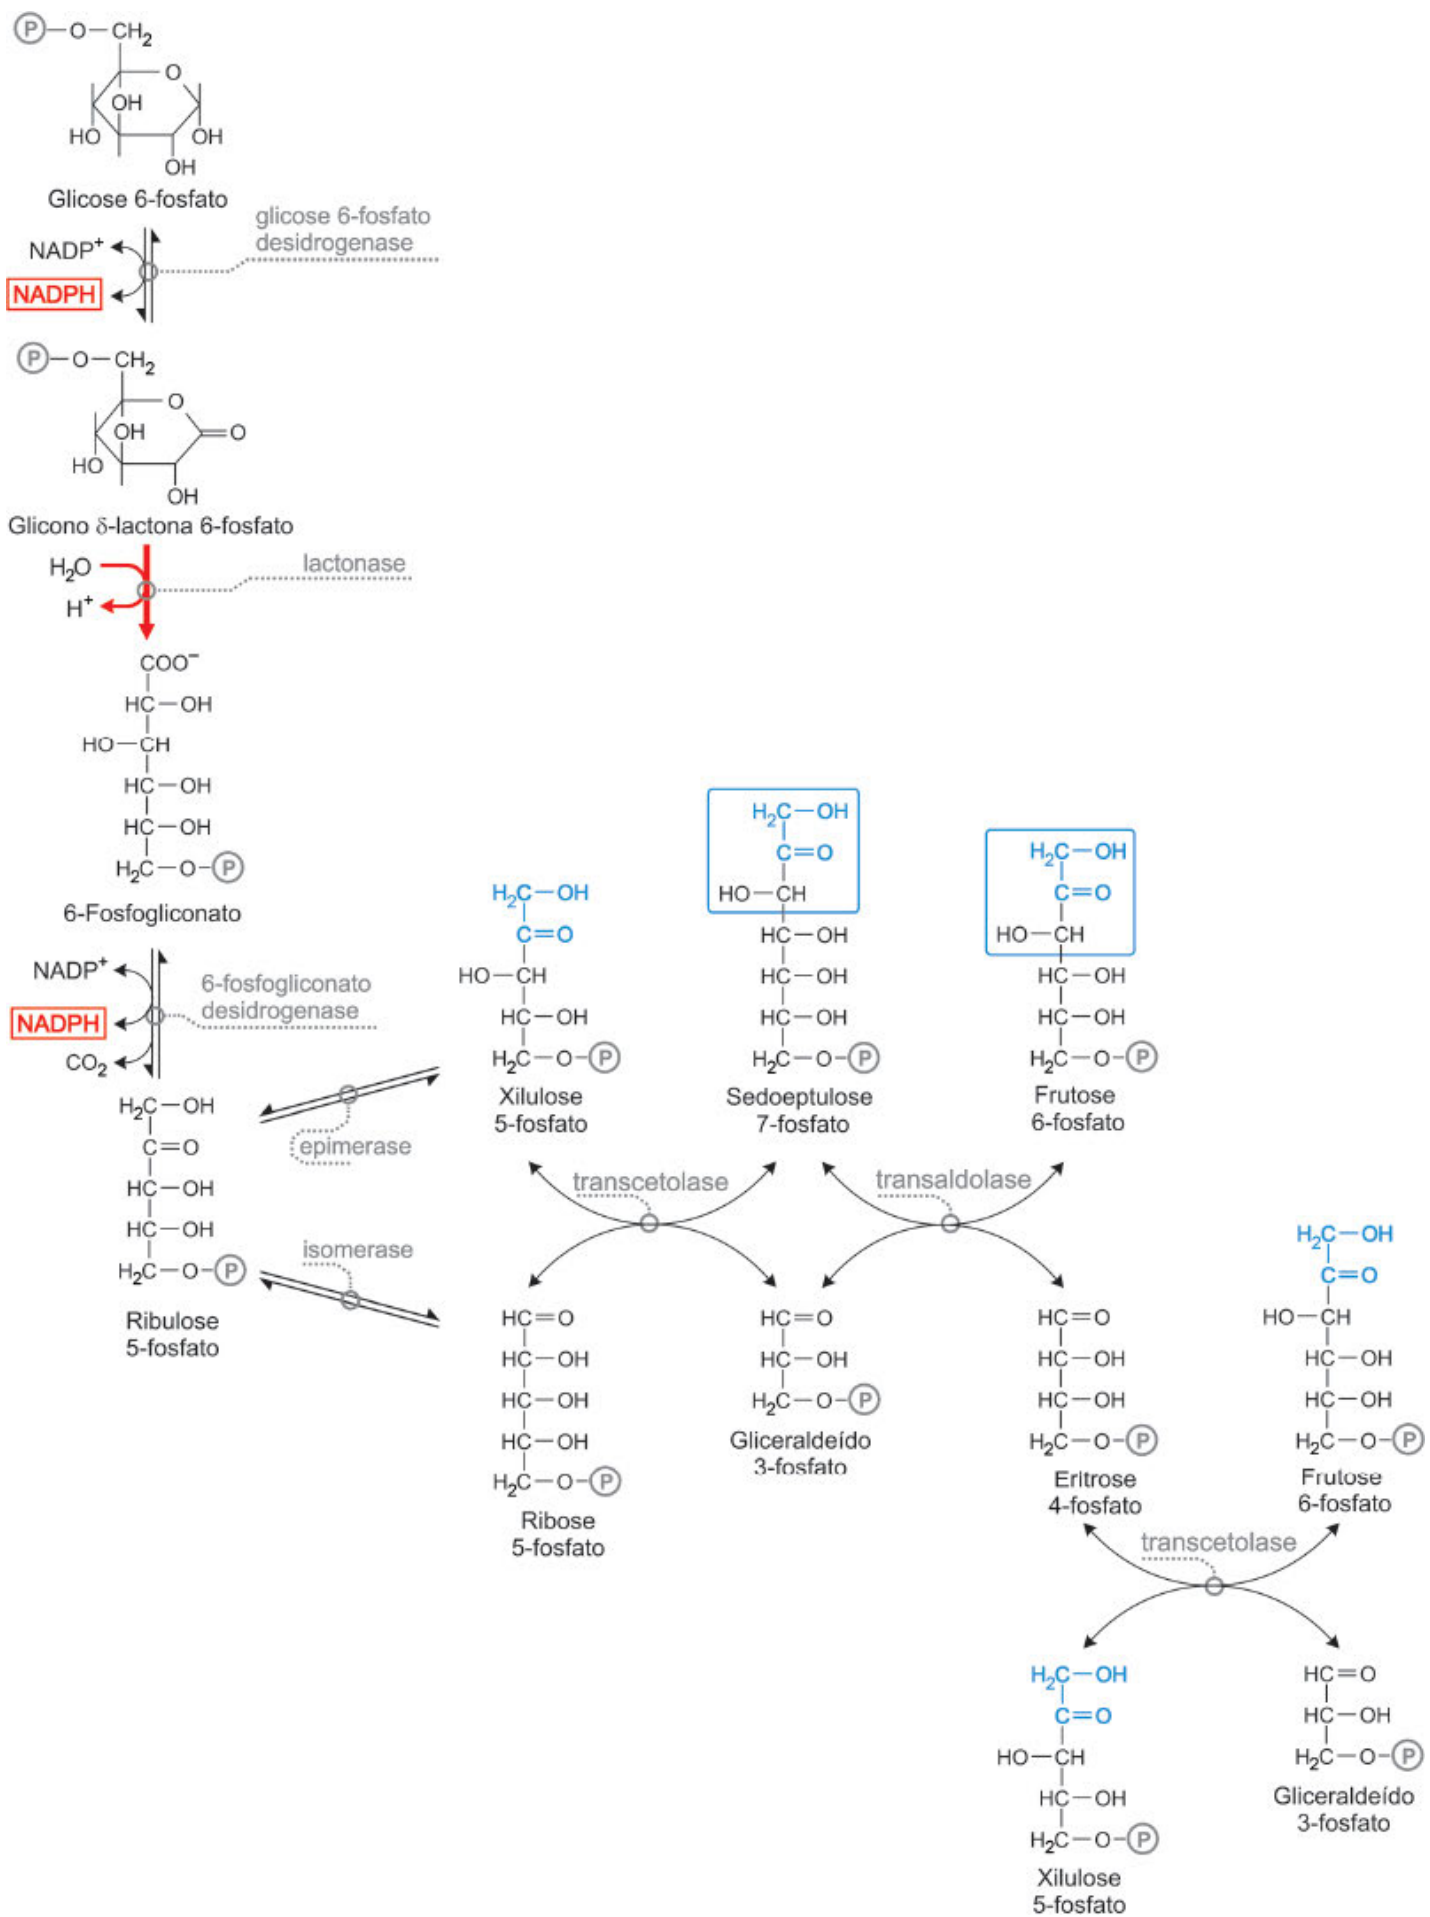 P–O–CH2
O
OH
HO
OH
OH
Glicose 6-fosfato
glicose 6-fosfato
desidrogenase
NADP+
NADPH
P–O–CH2
O
OH
O
HO
OH
Glicono δ-lactona 6-fosfato
H2O
lactonase
H+
COO–
HC–OH
HO–CH
HC–OH
HC–OH
H2C–O–P
6-Fosfogliconato
NADP+
6-fosfogliconato
desidrogenase
NADPH
CO2
H2C–OH
C=O
HC–OH
HC–OH
H2C–O–P
Ribulose
5-fosfato
epimerase
isomerase
H2C–OH
C=O
HO–CH
HC–OH
H2C–O–P
Xilulose
5-fosfato
H2C–OH
C=O
HO–CH
HC–OH
HC–OH
HC–OH
H2C–O–P
Sedoeptulose
7-fosfato
H2C–OH
C=O
HO–CH
HC–OH
HC–OH
H2C–O–P
Frutose
6-fosfato
transcetolase
transaldolase
HC=O
HC–OH
HC–OH
HC–OH
H2C–O–P
Ribose
5-fosfato
HC=O
HC–OH
H2C–O–P
Gliceraldeído
3-fosfato
HC=O
HC–OH
HC–OH
H2C–O–P
Eritrose
4-fosfato
H2C–OH
C=O
HO–CH
HC–OH
HC–OH
H2C–O–P
Frutose
6-fosfato
transcetolase
H2C–OH
C=O
HO–CH
HC–OH
H2C–O–P
Xilulose
5-fosfato
HC=O
HC–OH
H2C–O–P
Gliceraldeído
3-fosfato